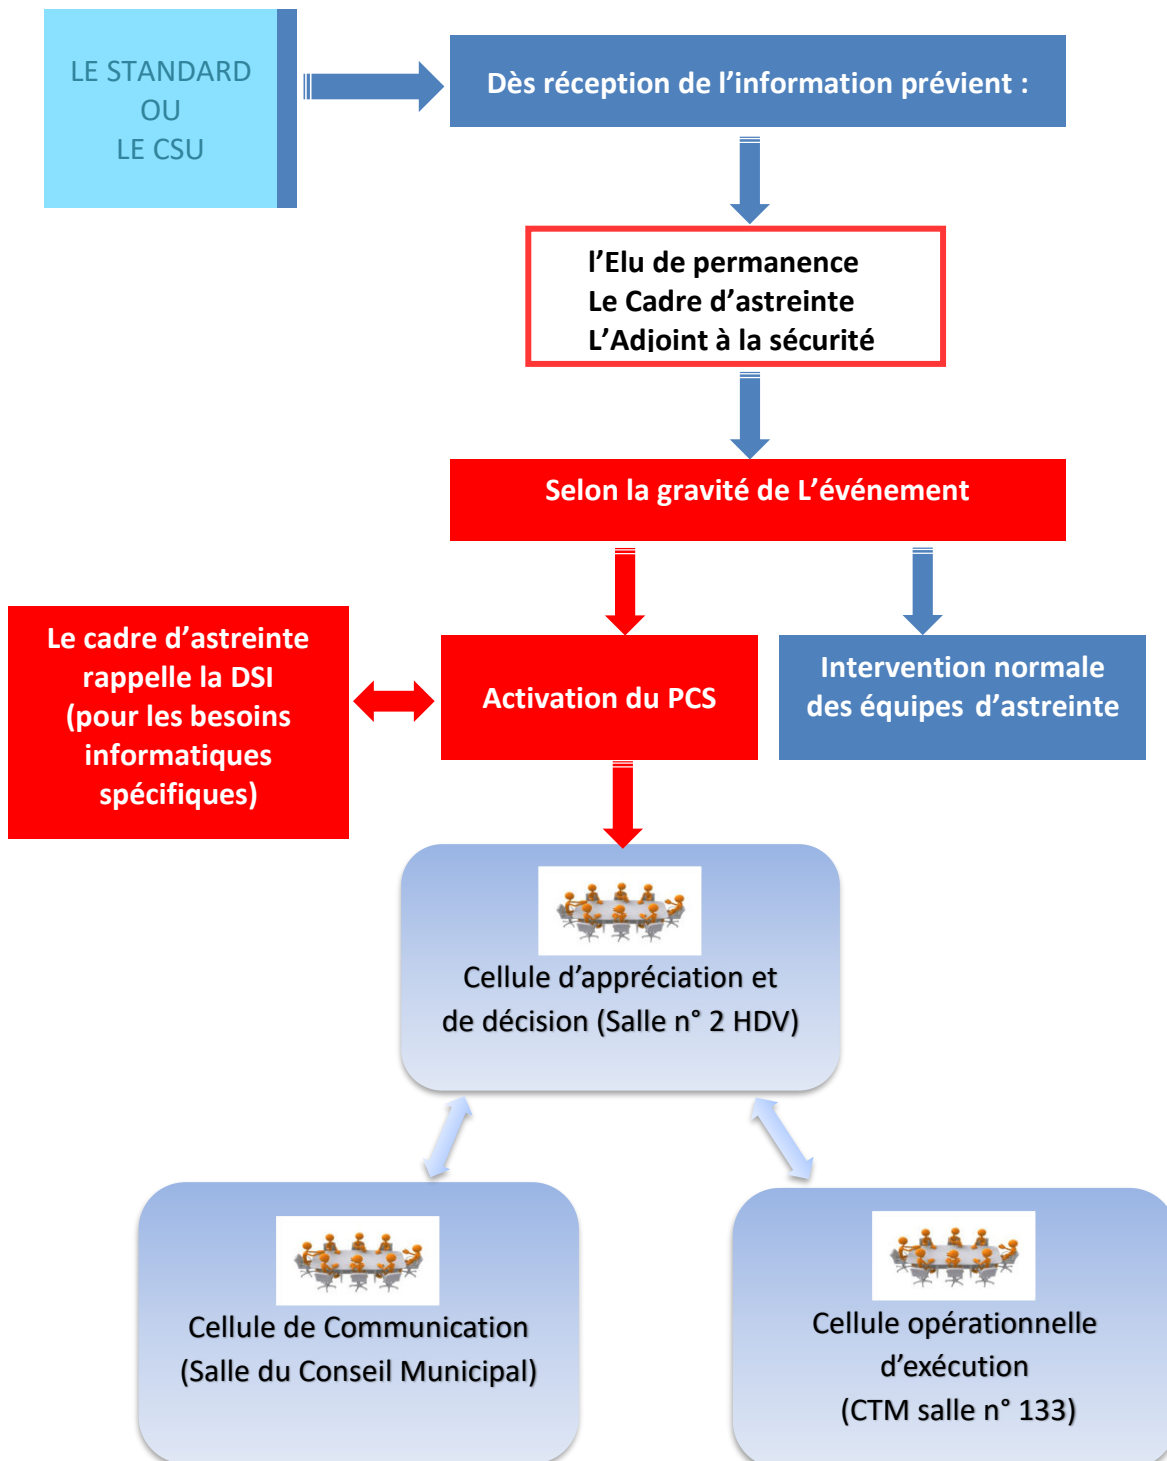 LE STANDARD
OU
LE CSU
Dès réception de l’information prévient :
l’Elu de permanence
Le Cadre d’astreinte
L’Adjoint à la sécurité
Selon la gravité de L’événement
Le cadre d’astreinte
rappelle la DSI
(pour les besoins
informatiques
spécifiques)
Activation du PCS
Intervention normale
des équipes d’astreinte
Cellule d’appréciation et
de décision (Salle n° 2 HDV)
Cellule de Communication
(Salle du Conseil Municipal)
Cellule opérationnelle
d’exécution
(CTM salle n° 133)